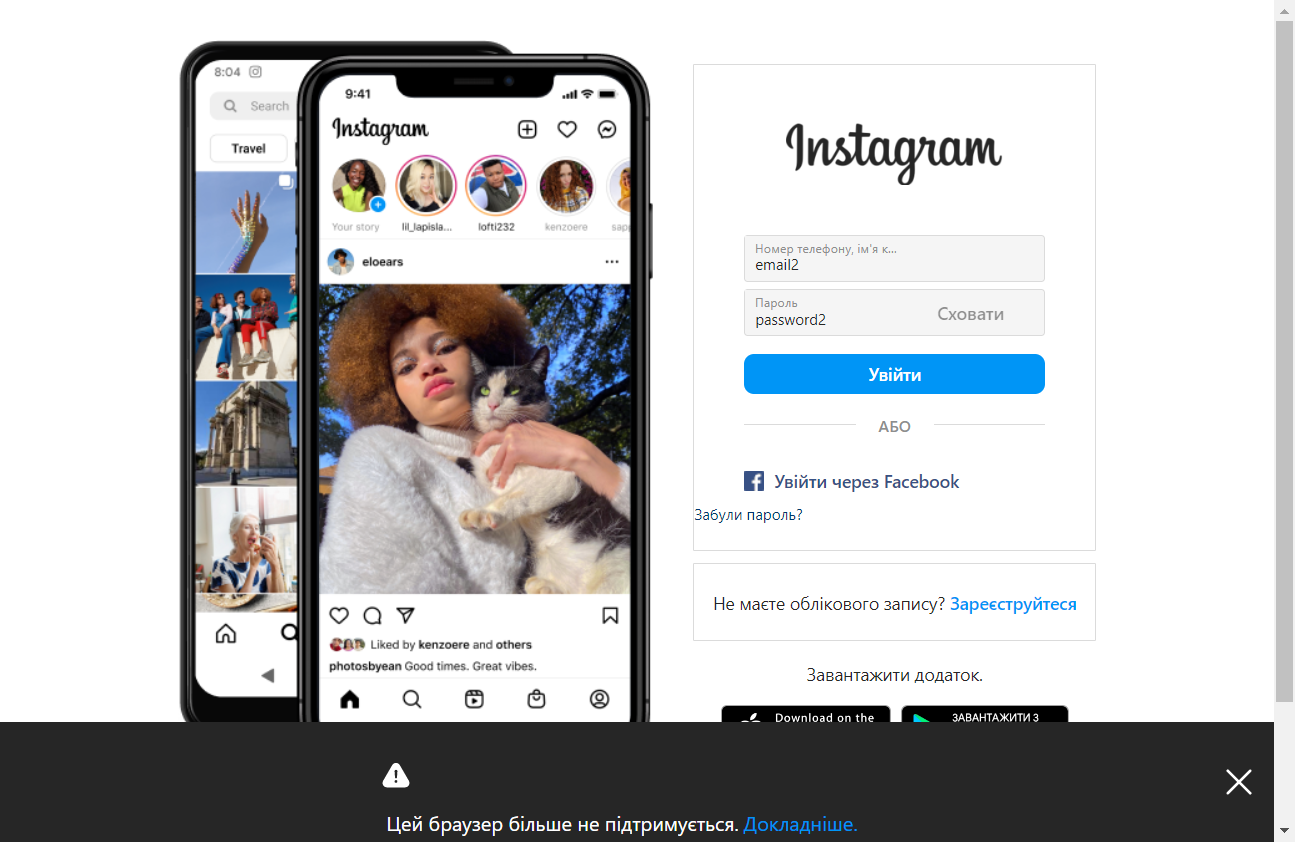 8:04
Search
Travel
9:41
Instagram
Your story
lil_lapisla...
lofti232
kenzoere
sapp
eloears
Liked by kenzoere and others
photosbyean Good times. Great vibes.
Instagram
Номер телефону, ім'я к...
email2
Пароль
password2
Сховати
Увійти
АБО
Увійти через Facebook
Забули пароль?
Не маєте облікового запису? Зареєструйтеся
Завантажити додаток.
Download on the
ЗАВАНТАЖИТИ З
Цей браузер більше не підтримується. Докладніше.